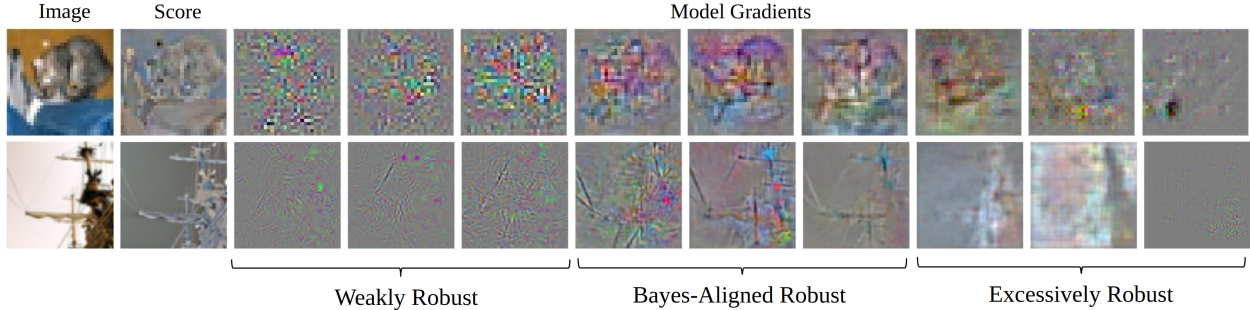 Image Score Model Gradients
Weakly Robust Bayes-Aligned Robust Excessively Robust